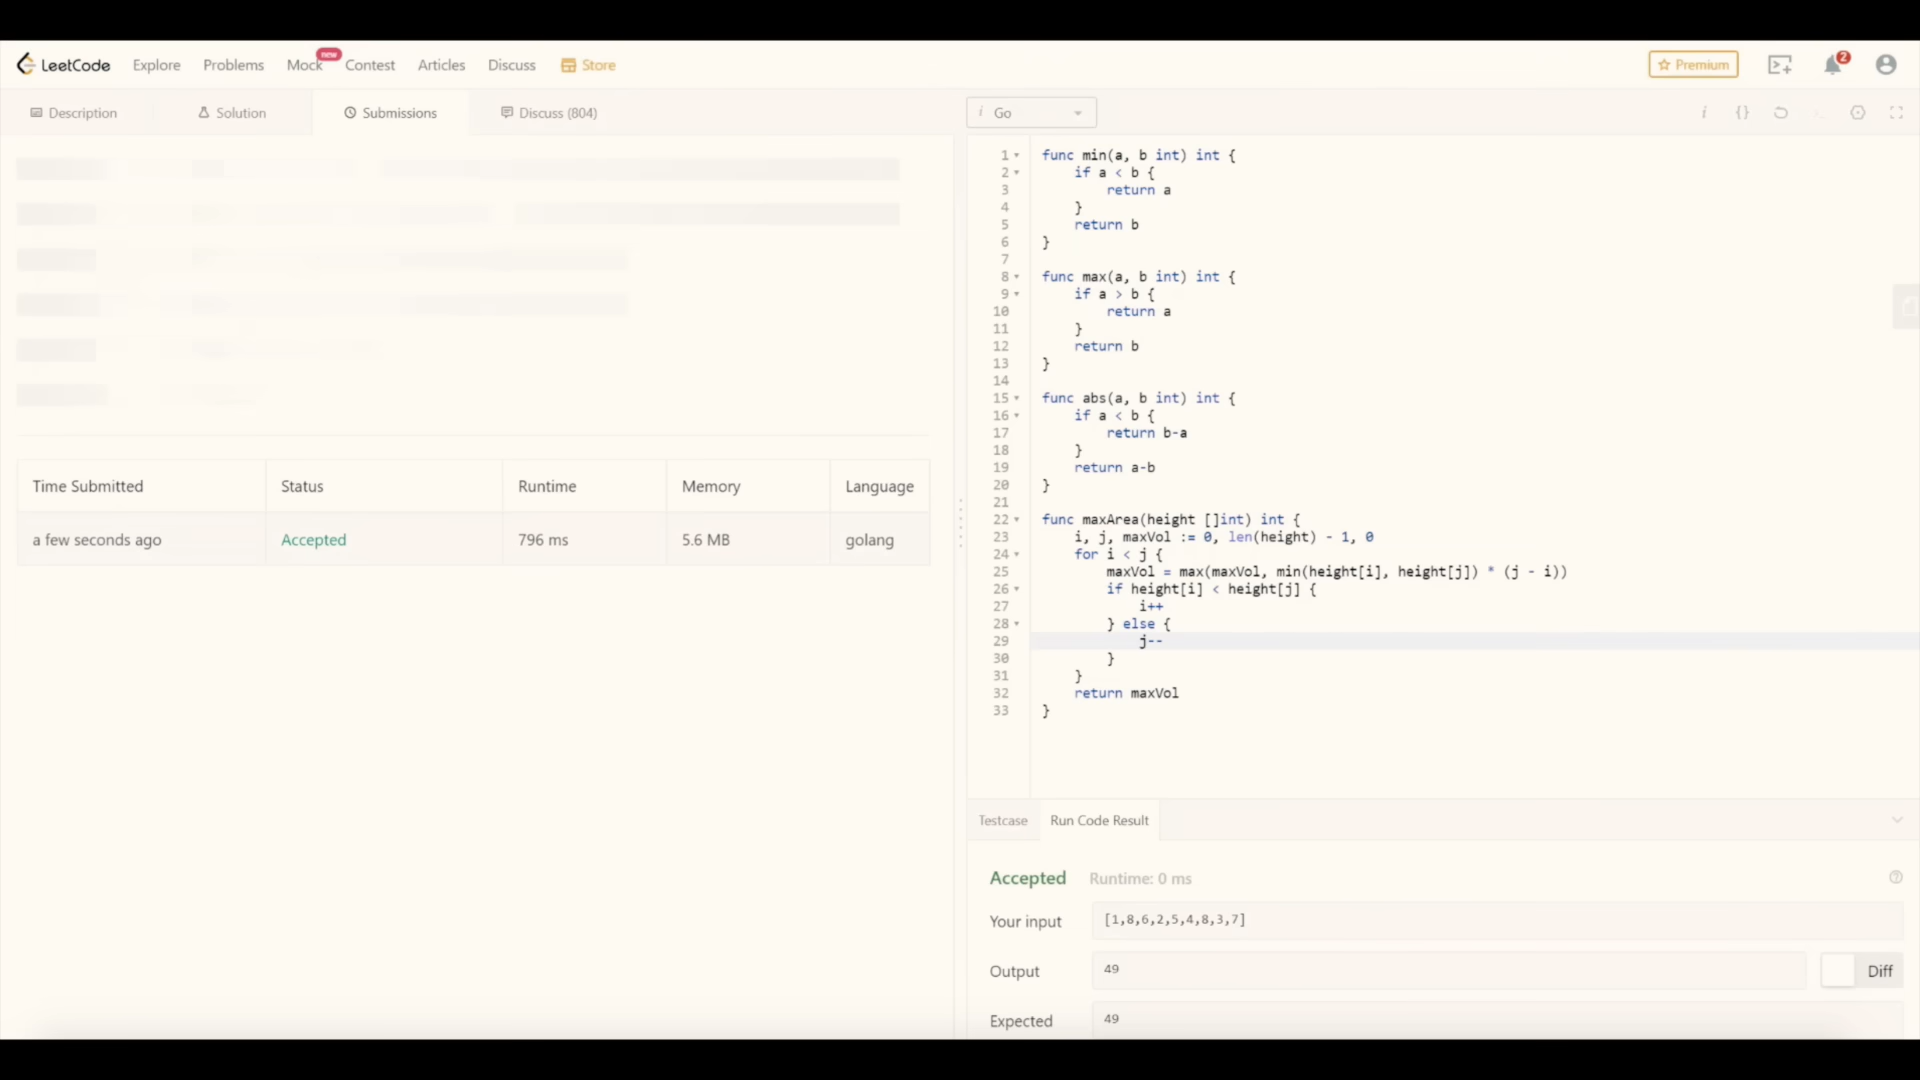 LeetCode
Explore
Problems
Mock
new
Contest
Articles
Discuss
Store
Premium
2
Description
Solution
Submissions
Discuss (804)
Time Submitted Status Runtime Memory Language
a few seconds ago Accepted 796 ms 5.6 MB golang
i Go
i {}
1 func min(a, b int) int {
2 if a < b {
3 return a
4 }
5 return b
6 }
7
8 func max(a, b int) int {
9 if a > b {
10 return a
11 }
12 return b
13 }
14
15 func abs(a, b int) int {
16 if a < b {
17 return b-a
18 }
19 return a-b
20 }
21
22 func maxArea(height []int) int {
23 i, j, maxVol := 0, len(height) - 1, 0
24 for i < j {
25 maxVol = max(maxVol, min(height[i], height[j]) * (j - i))
26 if height[i] < height[j] {
27 i++
28 } else {
29 j--
30 }
31 }
32 return maxVol
33 }
Testcase
Run Code Result
Accepted Runtime: 0 ms
Your input [1,8,6,2,5,4,8,3,7]
Output 49
Diff
Expected 49